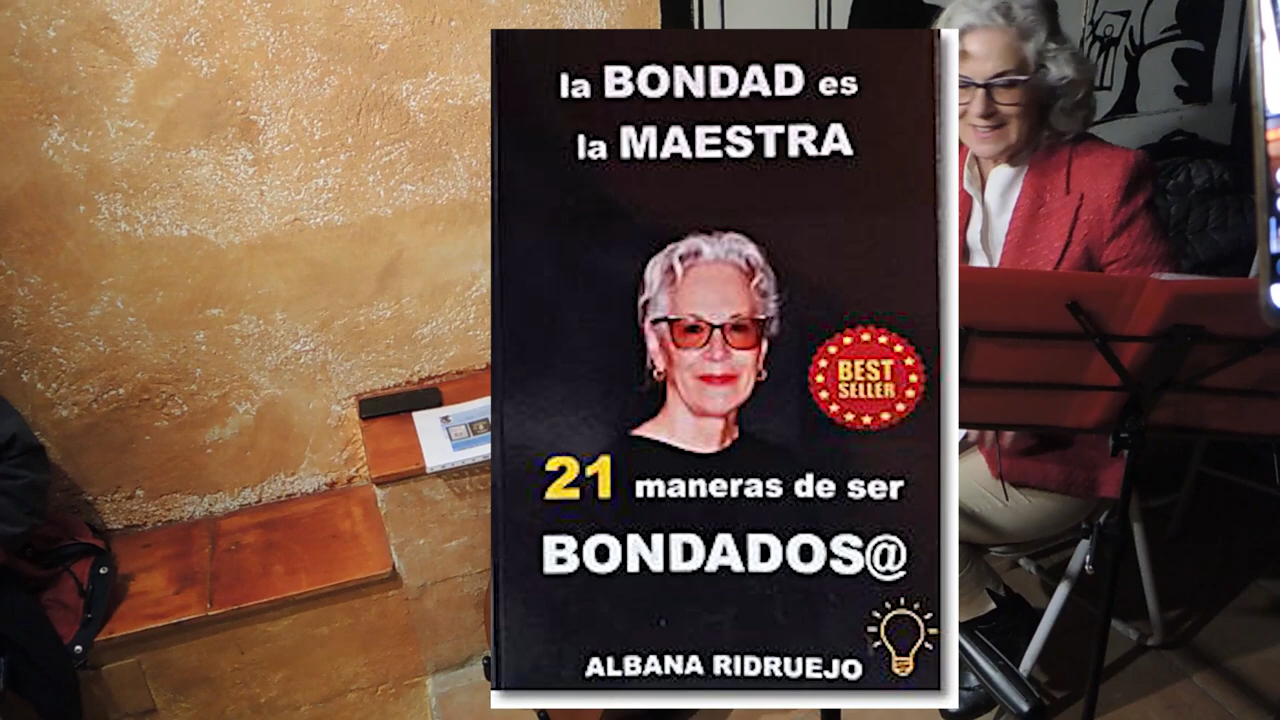 la BONDAD es
la MAESTRA
BEST
SELLER
21 maneras de ser
BONDADOS@
ALBANA RIDRUEJO